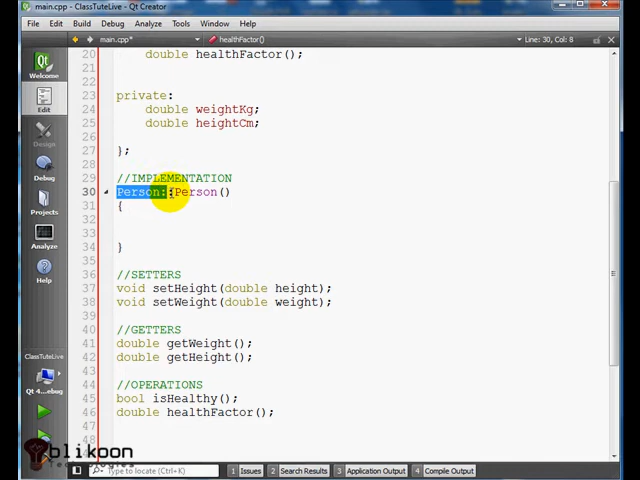 main.cpp* - ClassTuteLive - Qt Creator
File Edit Build Debug Analyze Tools Window Help
main.cpp* healthFactor() Line: 30, Col: 8
Welcome
Edit
Design
Debug
Projects
Analyze
Help
ClassTuteLive
Qt 4...ebug
20 double healthFactor();
21
22
23 private:
24 double weightKg;
25 double heightCm;
26
27 };
28
29 //IMPLEMENTATION
30 Person::Person()
31 {
32
33
34 }
35
36 //SETTERS
37 void setHeight(double height);
38 void setWeight(double weight);
39
40 //GETTERS
41 double getWeight();
42 double getHeight();
43
44 //OPERATIONS
45 bool isHealthy();
46 double healthFactor();
47
48
blikoon
Technologies
Type to locate (Ctrl+K) 1 Issues 2 Search Results 3 Application Output 4 Compile Output